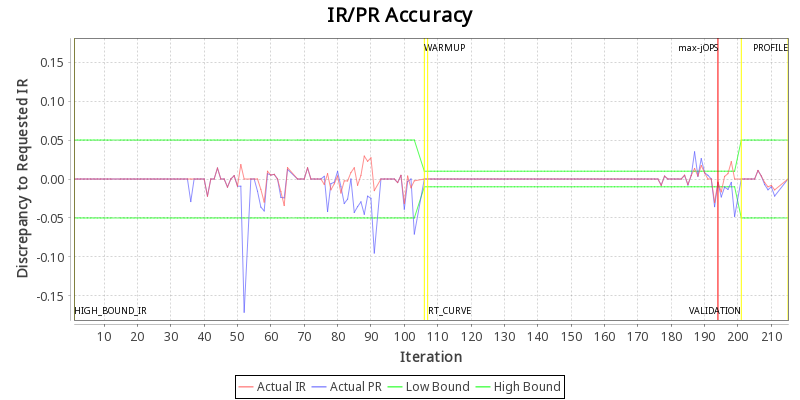 IR/PR Accuracy
WARMUP
max-jOPS
PROFILE
0.15
0.10
0.05
0.00
-0.05
-0.10
-0.15
Discrepancy to Requested IR
HIGH_BOUND_IR
RT_CURVE
VALIDATION
10 20 30 40 50 60 70 80 90 100 110 120 130 140 150 160 170 180 190 200 210
Iteration
Actual IR Actual PR Low Bound High Bound